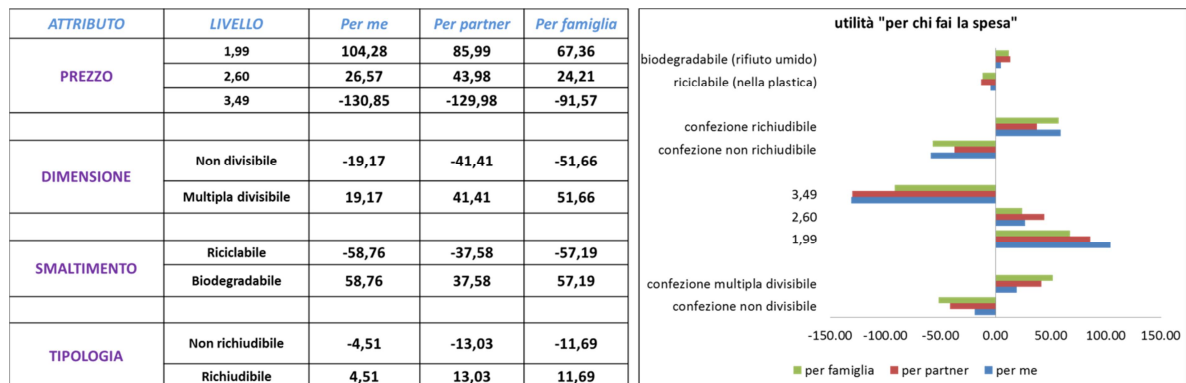 ATTRIBUTO LIVELLO Per me Per partner Per famiglia
PREZZO
1,99 104,28 85,99 67,36
2,60 26,57 43,98 24,21
3,49 -130,85 -129,98 -91,57
DIMENSIONE
Non divisibile -19,17 -41,41 -51,66
Multipla divisibile 19,17 41,41 51,66
SMALTIMENTO
Riciclabile -58,76 -37,58 -57,19
Biodegradabile 58,76 37,58 57,19
TIPOLOGIA
Non richiudibile -4,51 -13,03 -11,69
Richiudibile 4,51 13,03 11,69
utilità "per chi fai la spesa"
biodegradabile (rifiuto umido)
riciclabile (nella plastica)
confezione richiudibile
confezione non richiudibile
3,49
2,60
1,99
confezione multipla divisibile
confezione non divisibile
-150.00 -100.00 -50.00 0.00 50.00 100.00 150.00
per famiglia per partner per me